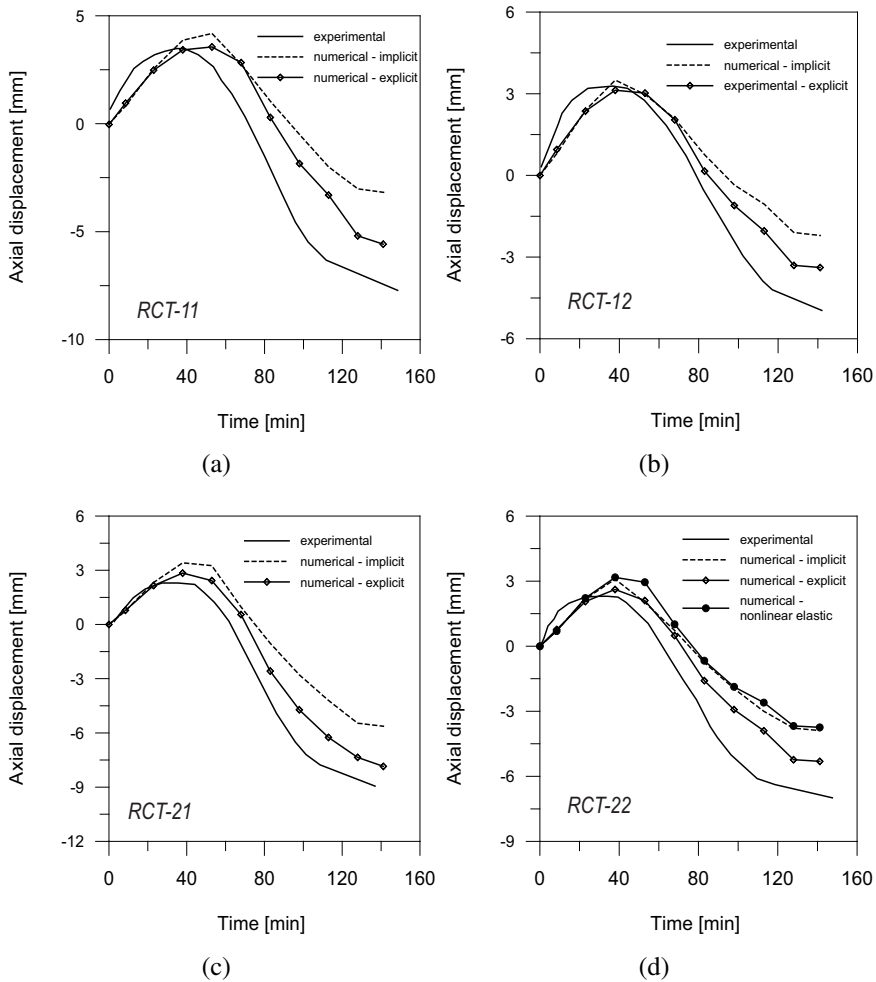 5
experimental
numerical - implicit
numerical - explicit
0
-5
-10
Axial displacement [mm]
RCT-11
0 40 80 120 160
Time [min]
(a)
6
experimental
numerical - implicit
experimental - explicit
3
0
-3
-6
Axial displacement [mm]
RCT-12
0 40 80 120 160
Time [min]
(b)
6
experimental
numerical - implicit
numerical - explicit
3
0
-3
-6
-9
-12
Axial displacement [mm]
RCT-21
0 40 80 120 160
Time [min]
(c)
6
experimental
numerical - implicit
numerical - explicit
numerical -
nonlinear elastic
3
0
-3
-6
-9
Axial displacement [mm]
RCT-22
0 40 80 120 160
Time [min]
(d)